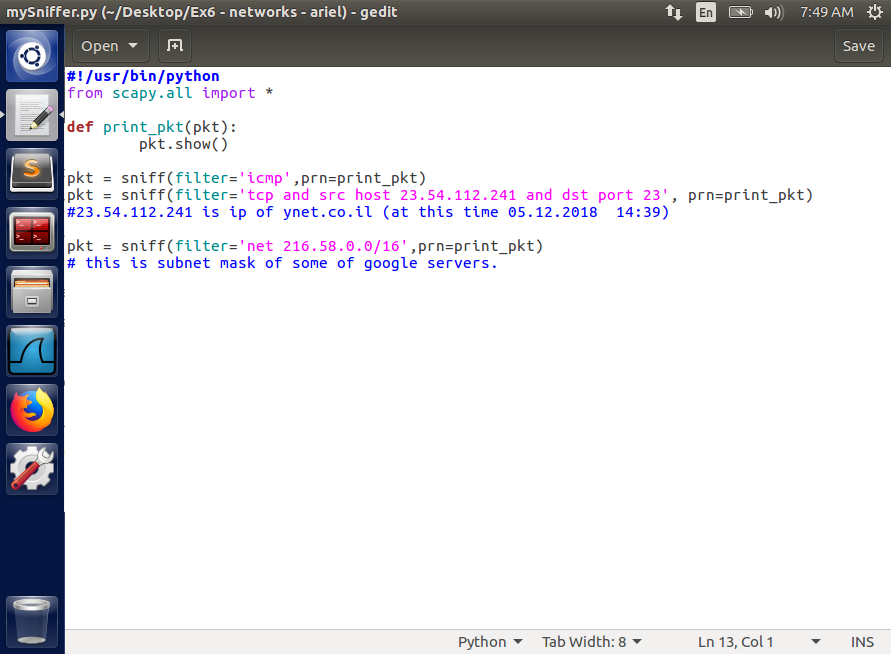 mySniffer.py (~/Desktop/Ex6 - networks - ariel) - gedit
En
7:49 AM
Open
Save
#!/usr/bin/python
from scapy.all import *
def print_pkt(pkt):
        pkt.show()
pkt = sniff(filter='icmp',prn=print_pkt)
pkt = sniff(filter='tcp and src host 23.54.112.241 and dst port 23', prn=print_pkt)
#23.54.112.241 is ip of ynet.co.il (at this time 05.12.2018  14:39)
pkt = sniff(filter='net 216.58.0.0/16',prn=print_pkt)
# this is subnet mask of some of google servers.
Python
Tab Width: 8
Ln 13, Col 1
INS